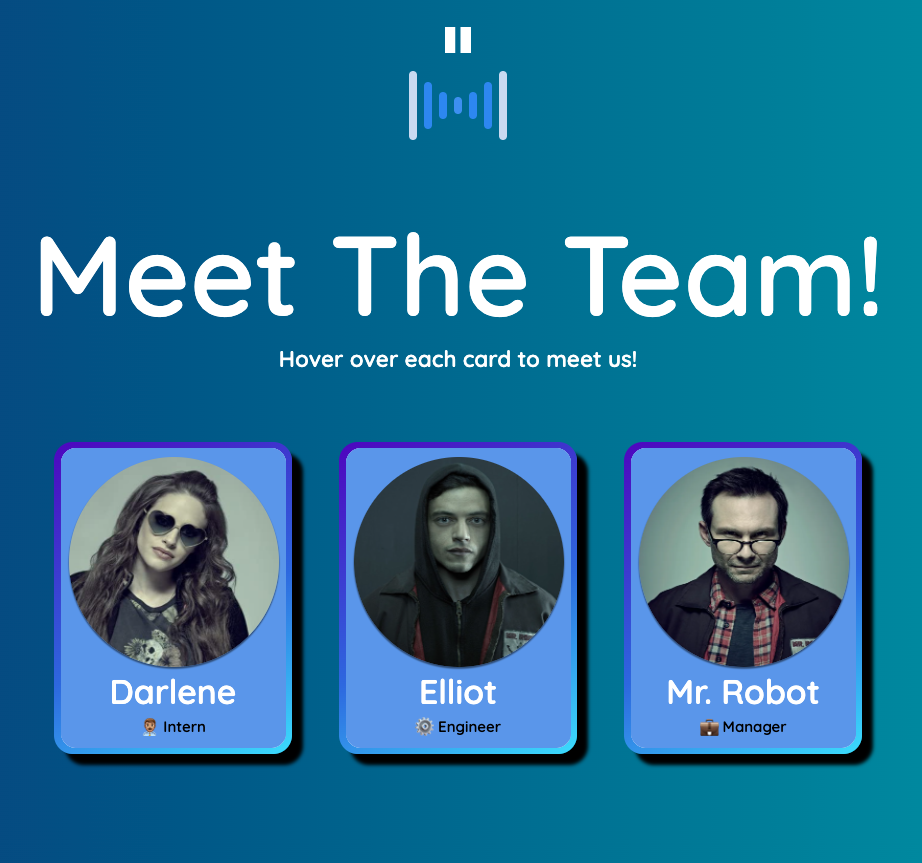 Meet The Team!
Hover over each card to meet us!
Darlene
Intern
Elliot
Engineer
Mr. Robot
Manager